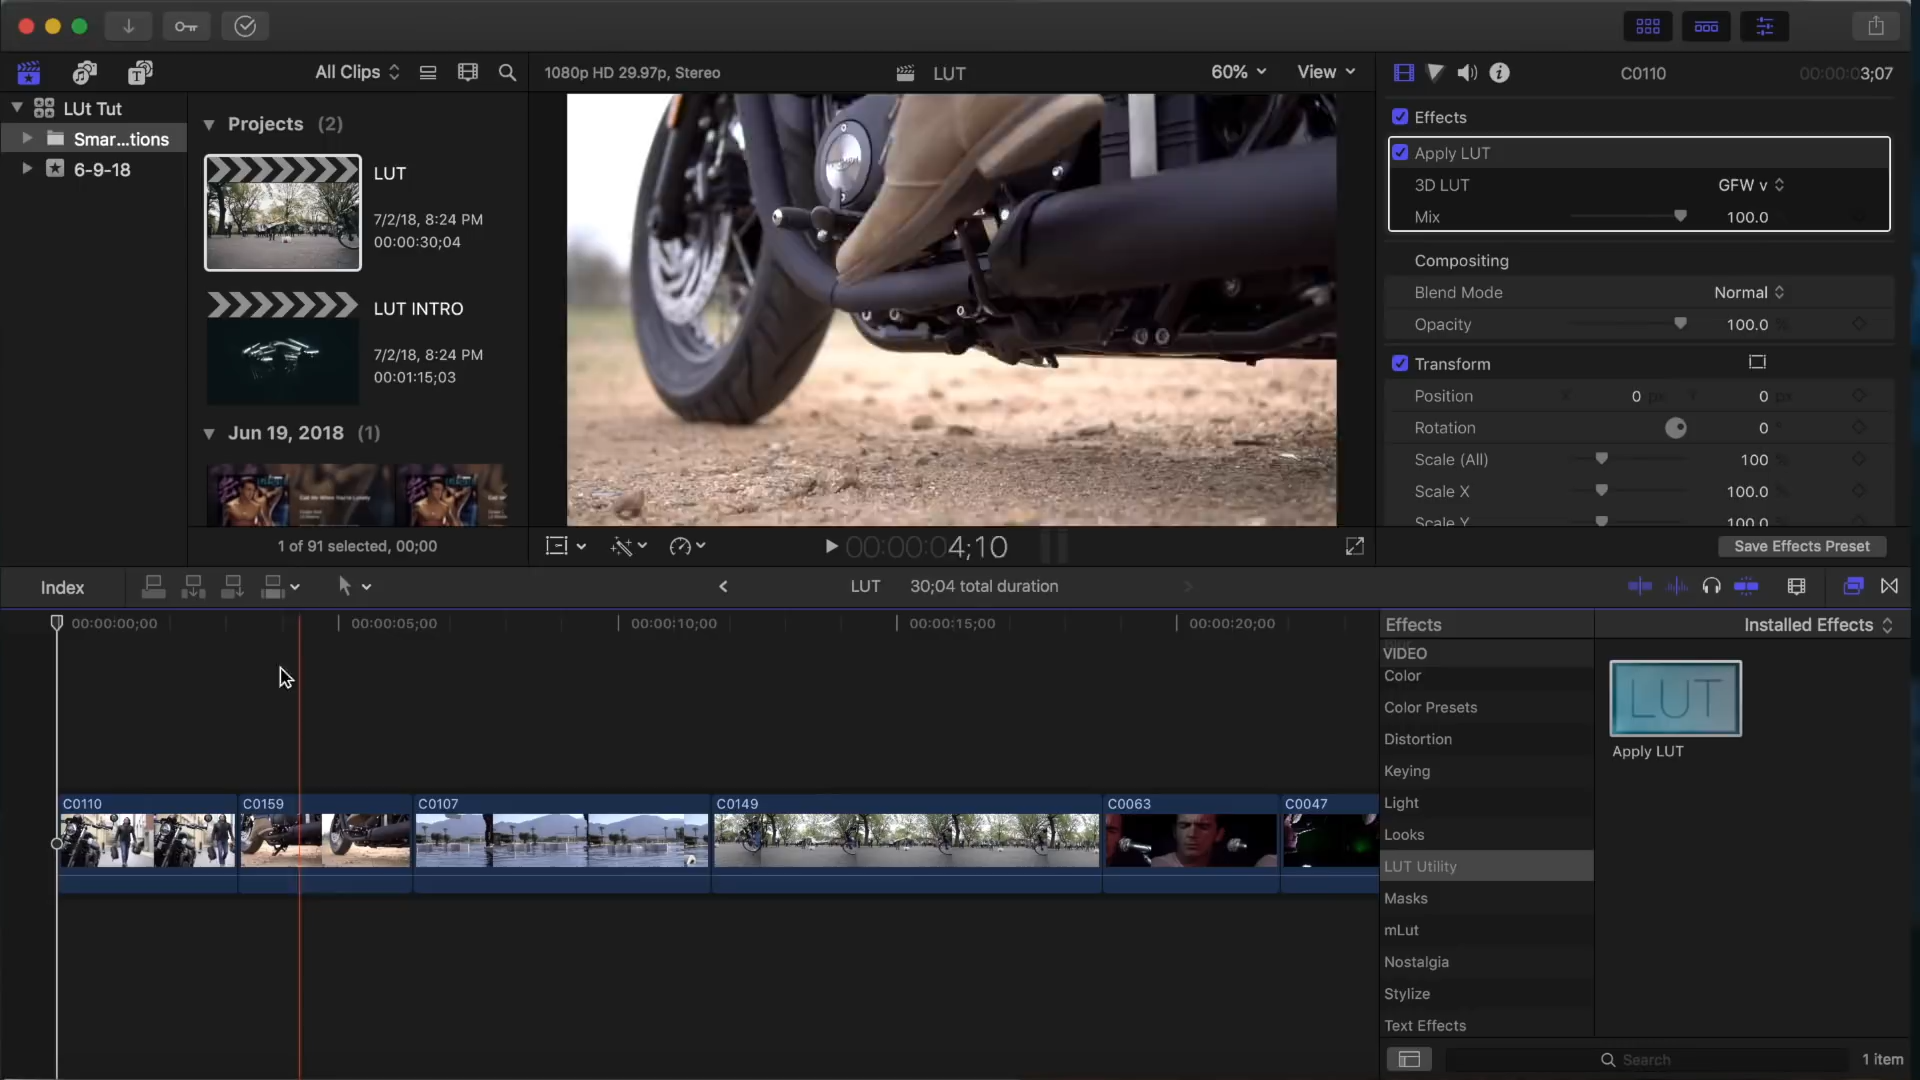 All Clips
1080p HD 29.97p, Stereo
LUT
60%
View
C0110
00:00:03;07
LUt Tut
Smar...tions
6-9-18
Projects (2)
LUT
7/2/18, 8:24 PM
00:00:30;04
LUT INTRO
7/2/18, 8:24 PM
00:01:15;03
Jun 19, 2018 (1)
1 of 91 selected, 00;00
00:00:04;10
Effects
Apply LUT
3D LUT GFW v
Mix 100.0
Compositing
Blend Mode Normal
Opacity 100.0 %
Transform
Position X 0 px Y 0 px
Rotation 0 °
Scale (All) 100 %
Scale X 100.0 %
Scale Y 100.0
Save Effects Preset
Index
LUT 30;04 total duration
00:00:00;00
00:00:05;00
00:00:10;00
00:00:15;00
00:00:20;00
C0110
C0159
C0107
C0149
C0063
C0047
Effects
Installed Effects
VIDEO
Color
Color Presets
Distortion
Keying
Light
Looks
LUT Utility
Masks
mLut
Nostalgia
Stylize
Text Effects
LUT
Apply LUT
Search
1 item